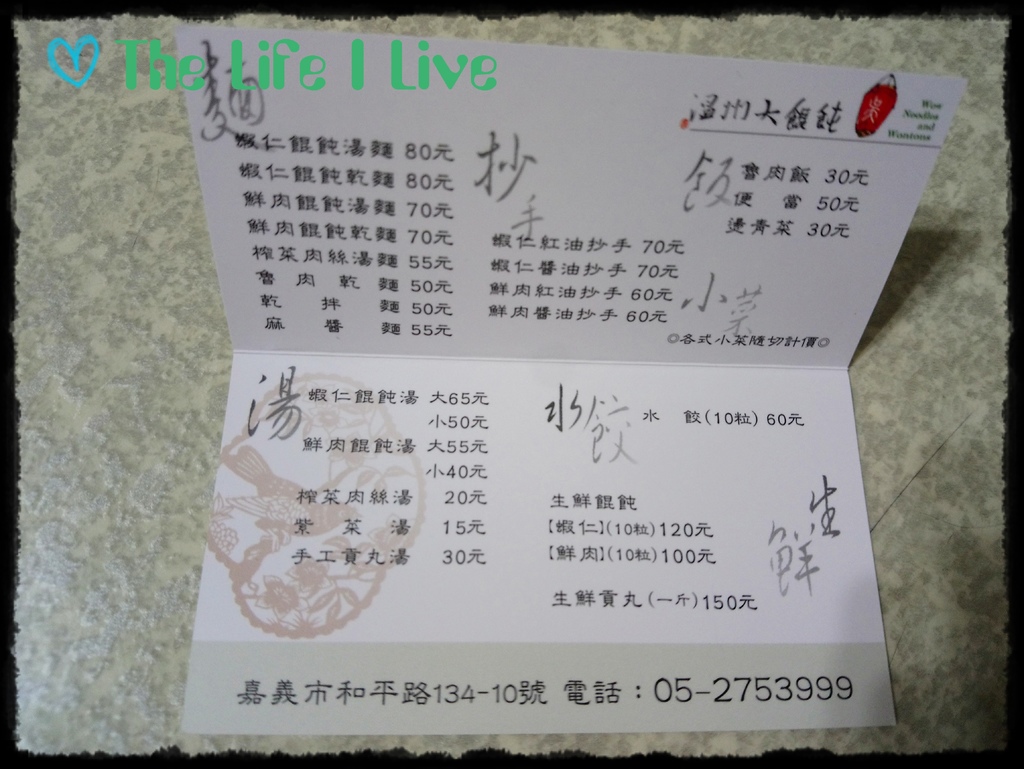 The Life I Live
溫州大餛飩
吳
Wow
Noodles
and
Wontons
麵
蝦仁餛飩湯麵 80元
蝦仁餛飩乾麵 80元
鮮肉餛飩湯麵 70元
鮮肉餛飩乾麵 70元
榨菜肉絲湯麵 55元
魯肉乾麵 50元
乾拌麵 50元
麻醬麵 55元
抄手
蝦仁紅油抄手 70元
蝦仁醬油抄手 70元
鮮肉紅油抄手 60元
鮮肉醬油抄手 60元
飯
魯肉飯 30元
便當 50元
燙青菜 30元
小菜
◎各式小菜隨切計價◎
湯
蝦仁餛飩湯 大65元
小50元
鮮肉餛飩湯 大55元
小40元
榨菜肉絲湯 20元
紫菜湯 15元
手工貢丸湯 30元
水餃
水餃(10粒) 60元
生鮮
生鮮餛飩
【蝦仁】(10粒)120元
【鮮肉】(10粒)100元
生鮮貢丸(一斤)150元
嘉義市和平路134-10號 電話：05-2753999